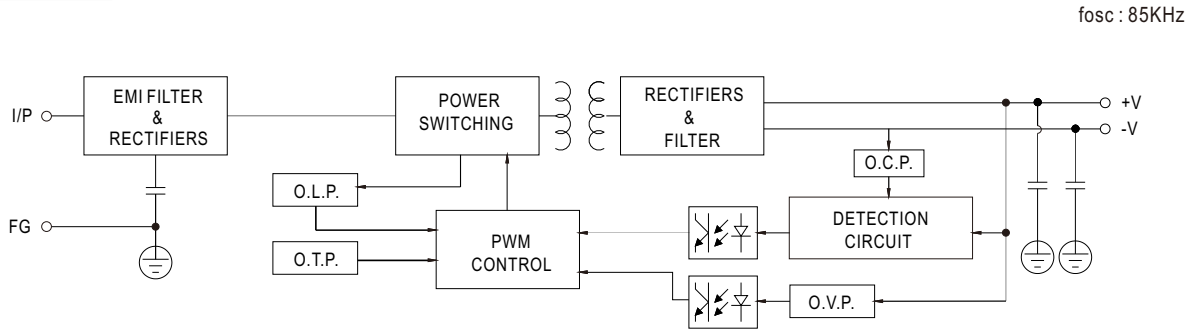 fosc : 85KHz
I/P
EMI FILTER
&
RECTIFIERS
POWER
SWITCHING
RECTIFIERS
&
FILTER
+V
-V
O.C.P.
O.L.P.
FG
PWM
CONTROL
DETECTION
CIRCUIT
O.T.P.
O.V.P.